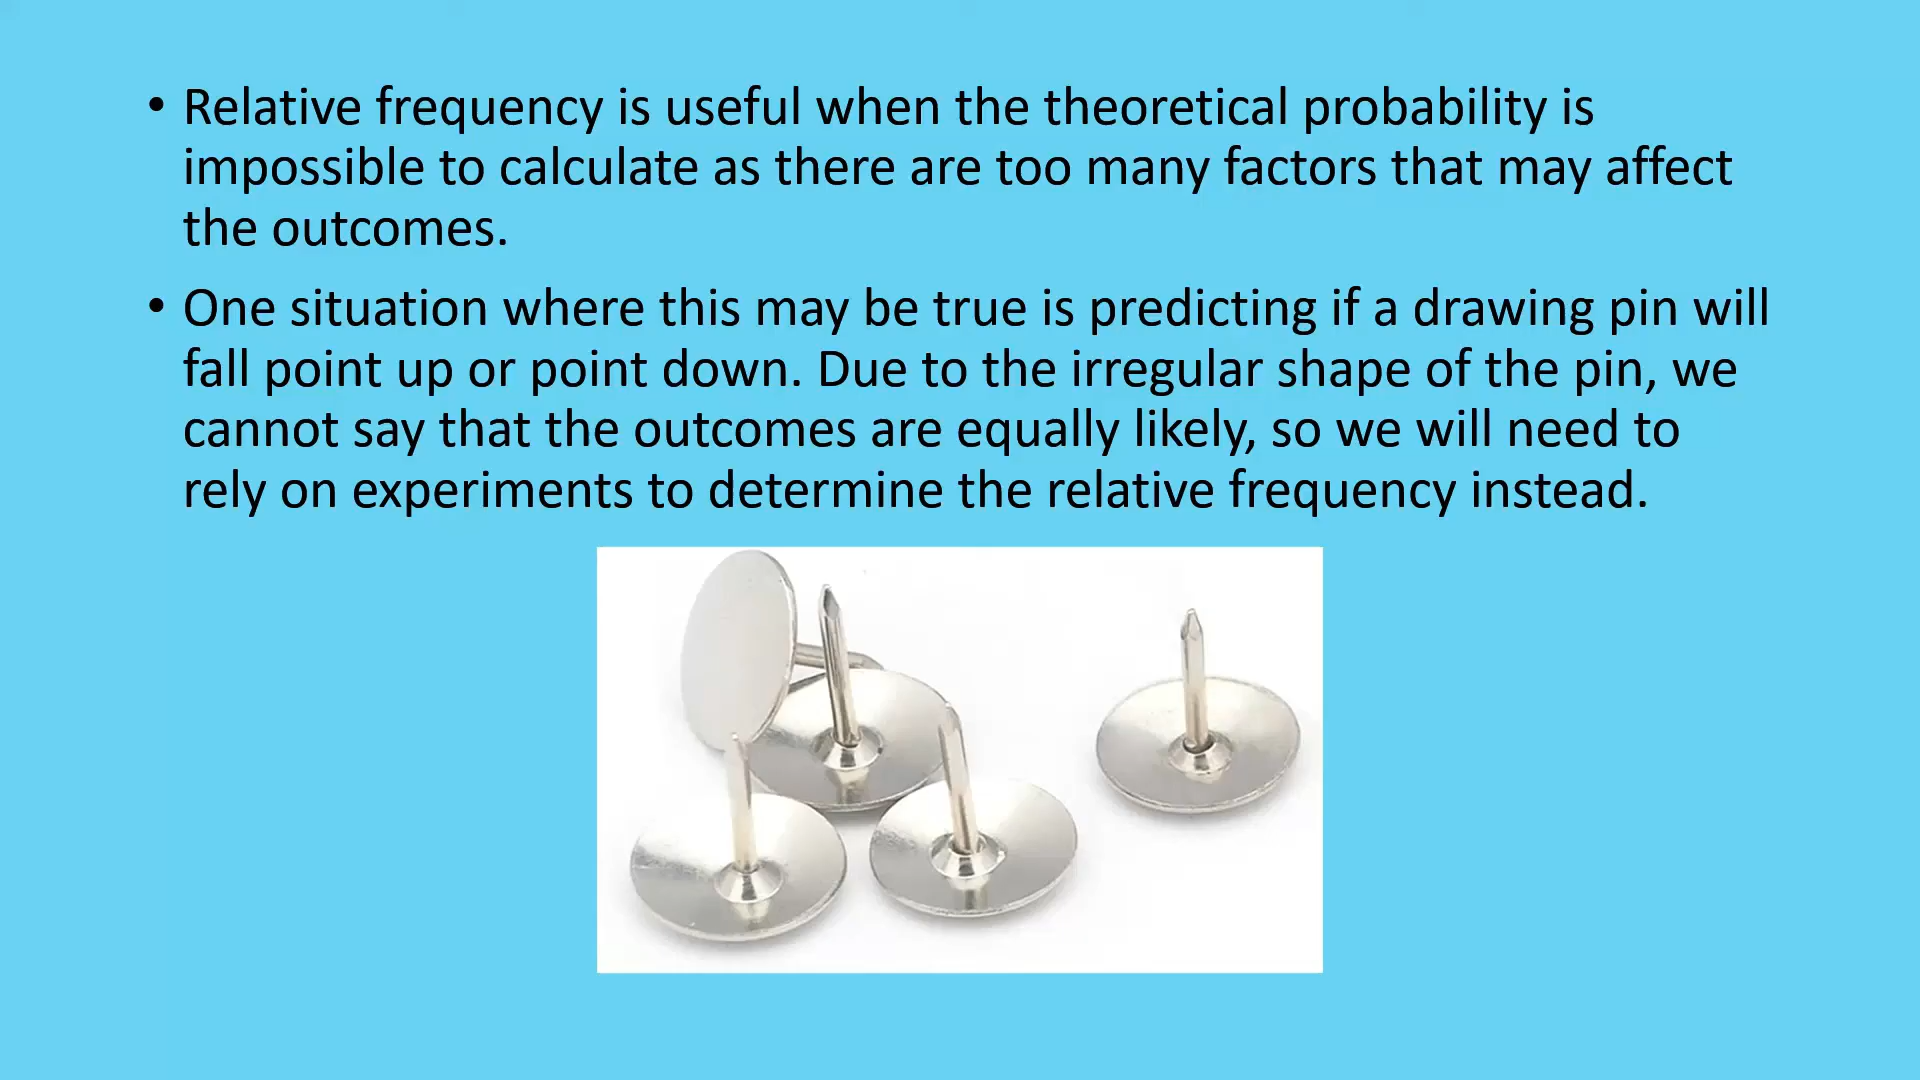 • Relative frequency is useful when the theoretical probability is
impossible to calculate as there are too many factors that may affect
the outcomes.
• One situation where this may be true is predicting if a drawing pin will
fall point up or point down. Due to the irregular shape of the pin, we
cannot say that the outcomes are equally likely, so we will need to
rely on experiments to determine the relative frequency instead.